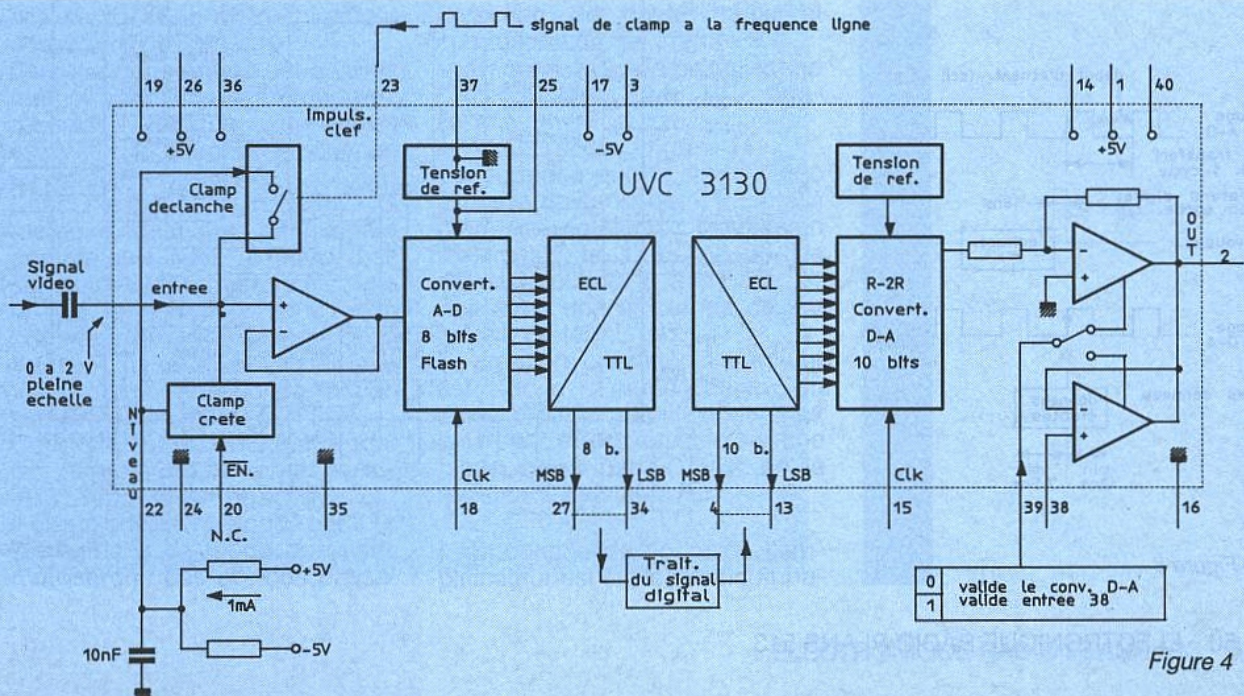 signal de clamp a la frequence ligne
19
26
36
23
37
25
17
3
14
1
40
+5V
impuls.
clef
-5V
+5V
Clamp
declanche
Tension
de ref.
UVC 3130
Tension
de ref.
OUT
2
Signal
video
entree
+
-
Convert.
A-D
8 bits
Flash
ECL
TTL
ECL
TTL
R-2R
Convert.
D-A
10 bits
-
+
0 a 2 V
pleine
echelle
Clamp
crete
Niveau
-
+
EN.
Clk
MSB
8 b.
LSB
MSB
10 b.
LSB
Clk
22
24
20
35
18
27
34
4
13
15
39
38
16
N.C.
+5V
1mA
-5V
10nF
Trait.
du signal
digital
0 valide le conv. D-A
1 valide entree 38
Figure 4